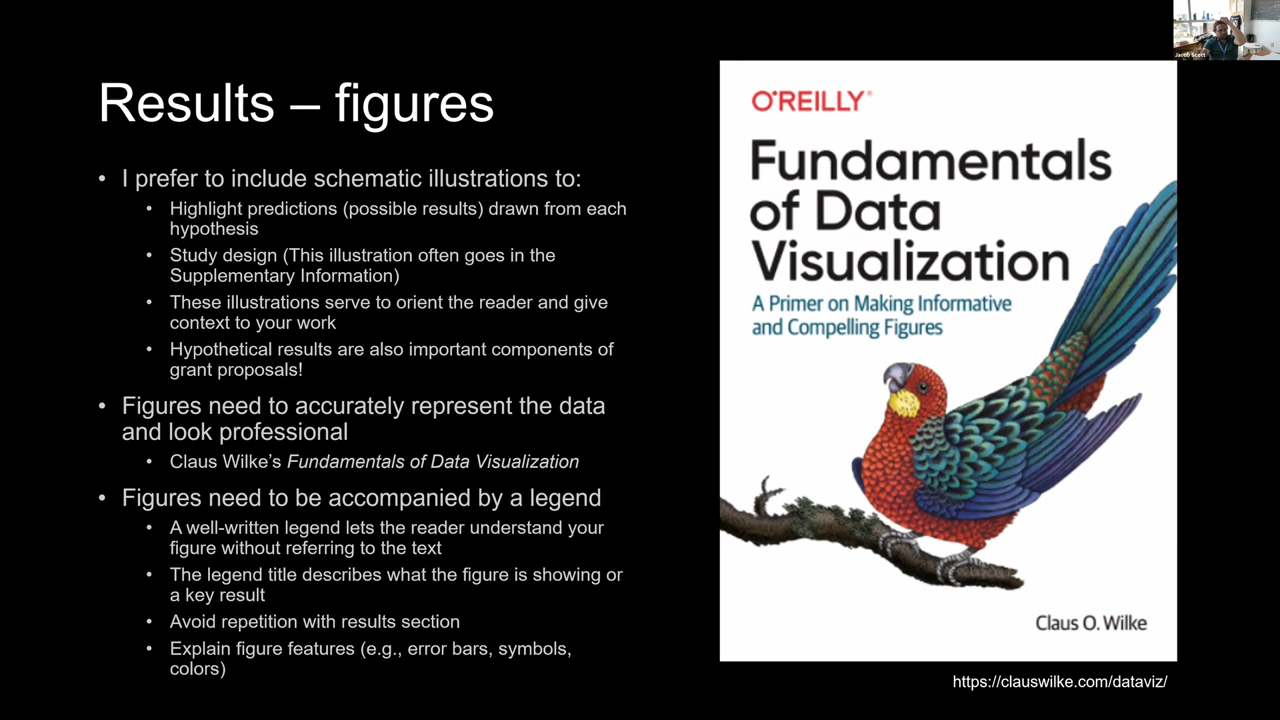 Jacob Scott
Results – figures
• I prefer to include schematic illustrations to:
• Highlight predictions (possible results) drawn from each
hypothesis
• Study design (This illustration often goes in the
Supplementary Information)
• These illustrations serve to orient the reader and give
context to your work
• Hypothetical results are also important components of
grant proposals!
• Figures need to accurately represent the data
and look professional
• Claus Wilke’s Fundamentals of Data Visualization
• Figures need to be accompanied by a legend
• A well-written legend lets the reader understand your
figure without referring to the text
• The legend title describes what the figure is showing or
a key result
• Avoid repetition with results section
• Explain figure features (e.g., error bars, symbols,
colors)
O'REILLY®
Fundamentals
of Data
Visualization
A Primer on Making Informative
and Compelling Figures
Claus O. Wilke
https://clauswilke.com/dataviz/